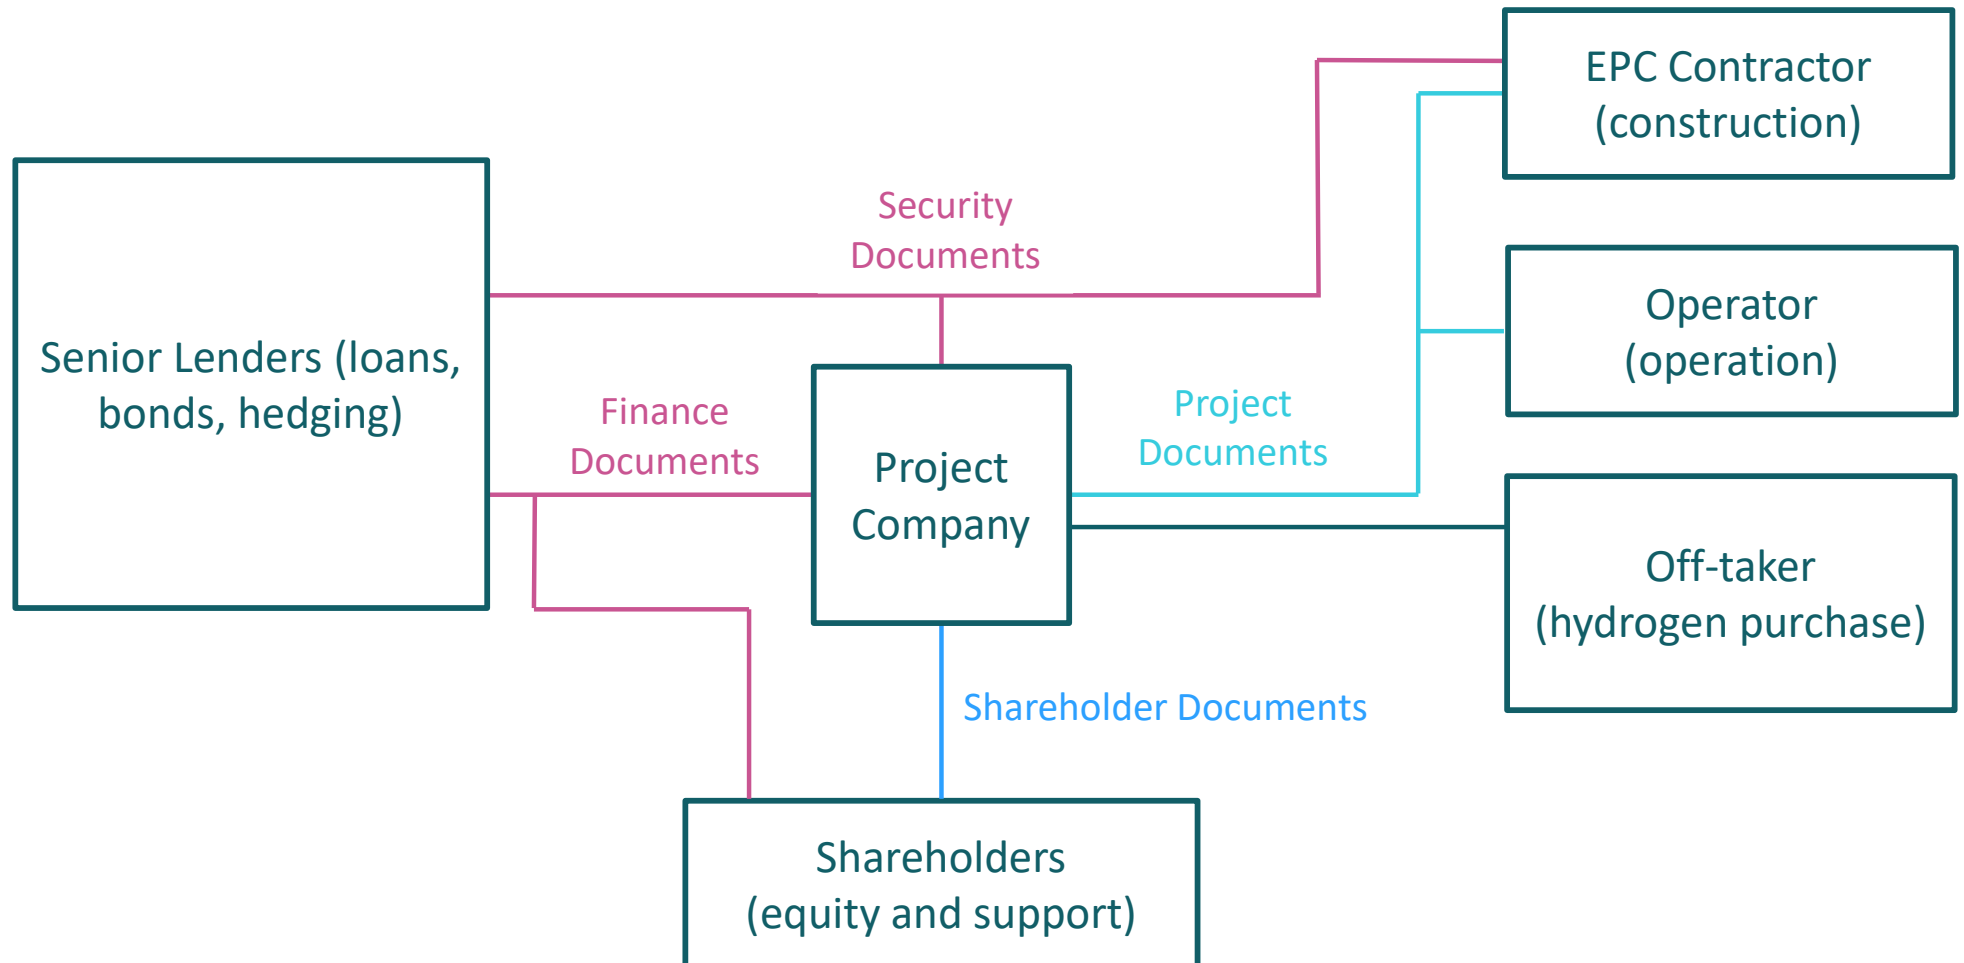 EPC Contractor
(construction)
Security
Documents
Operator
(operation)
Senior Lenders (loans,
bonds, hedging)
Finance
Documents
Project
Company
Project
Documents
Off-taker
(hydrogen purchase)
Shareholder Documents
Shareholders
(equity and support)